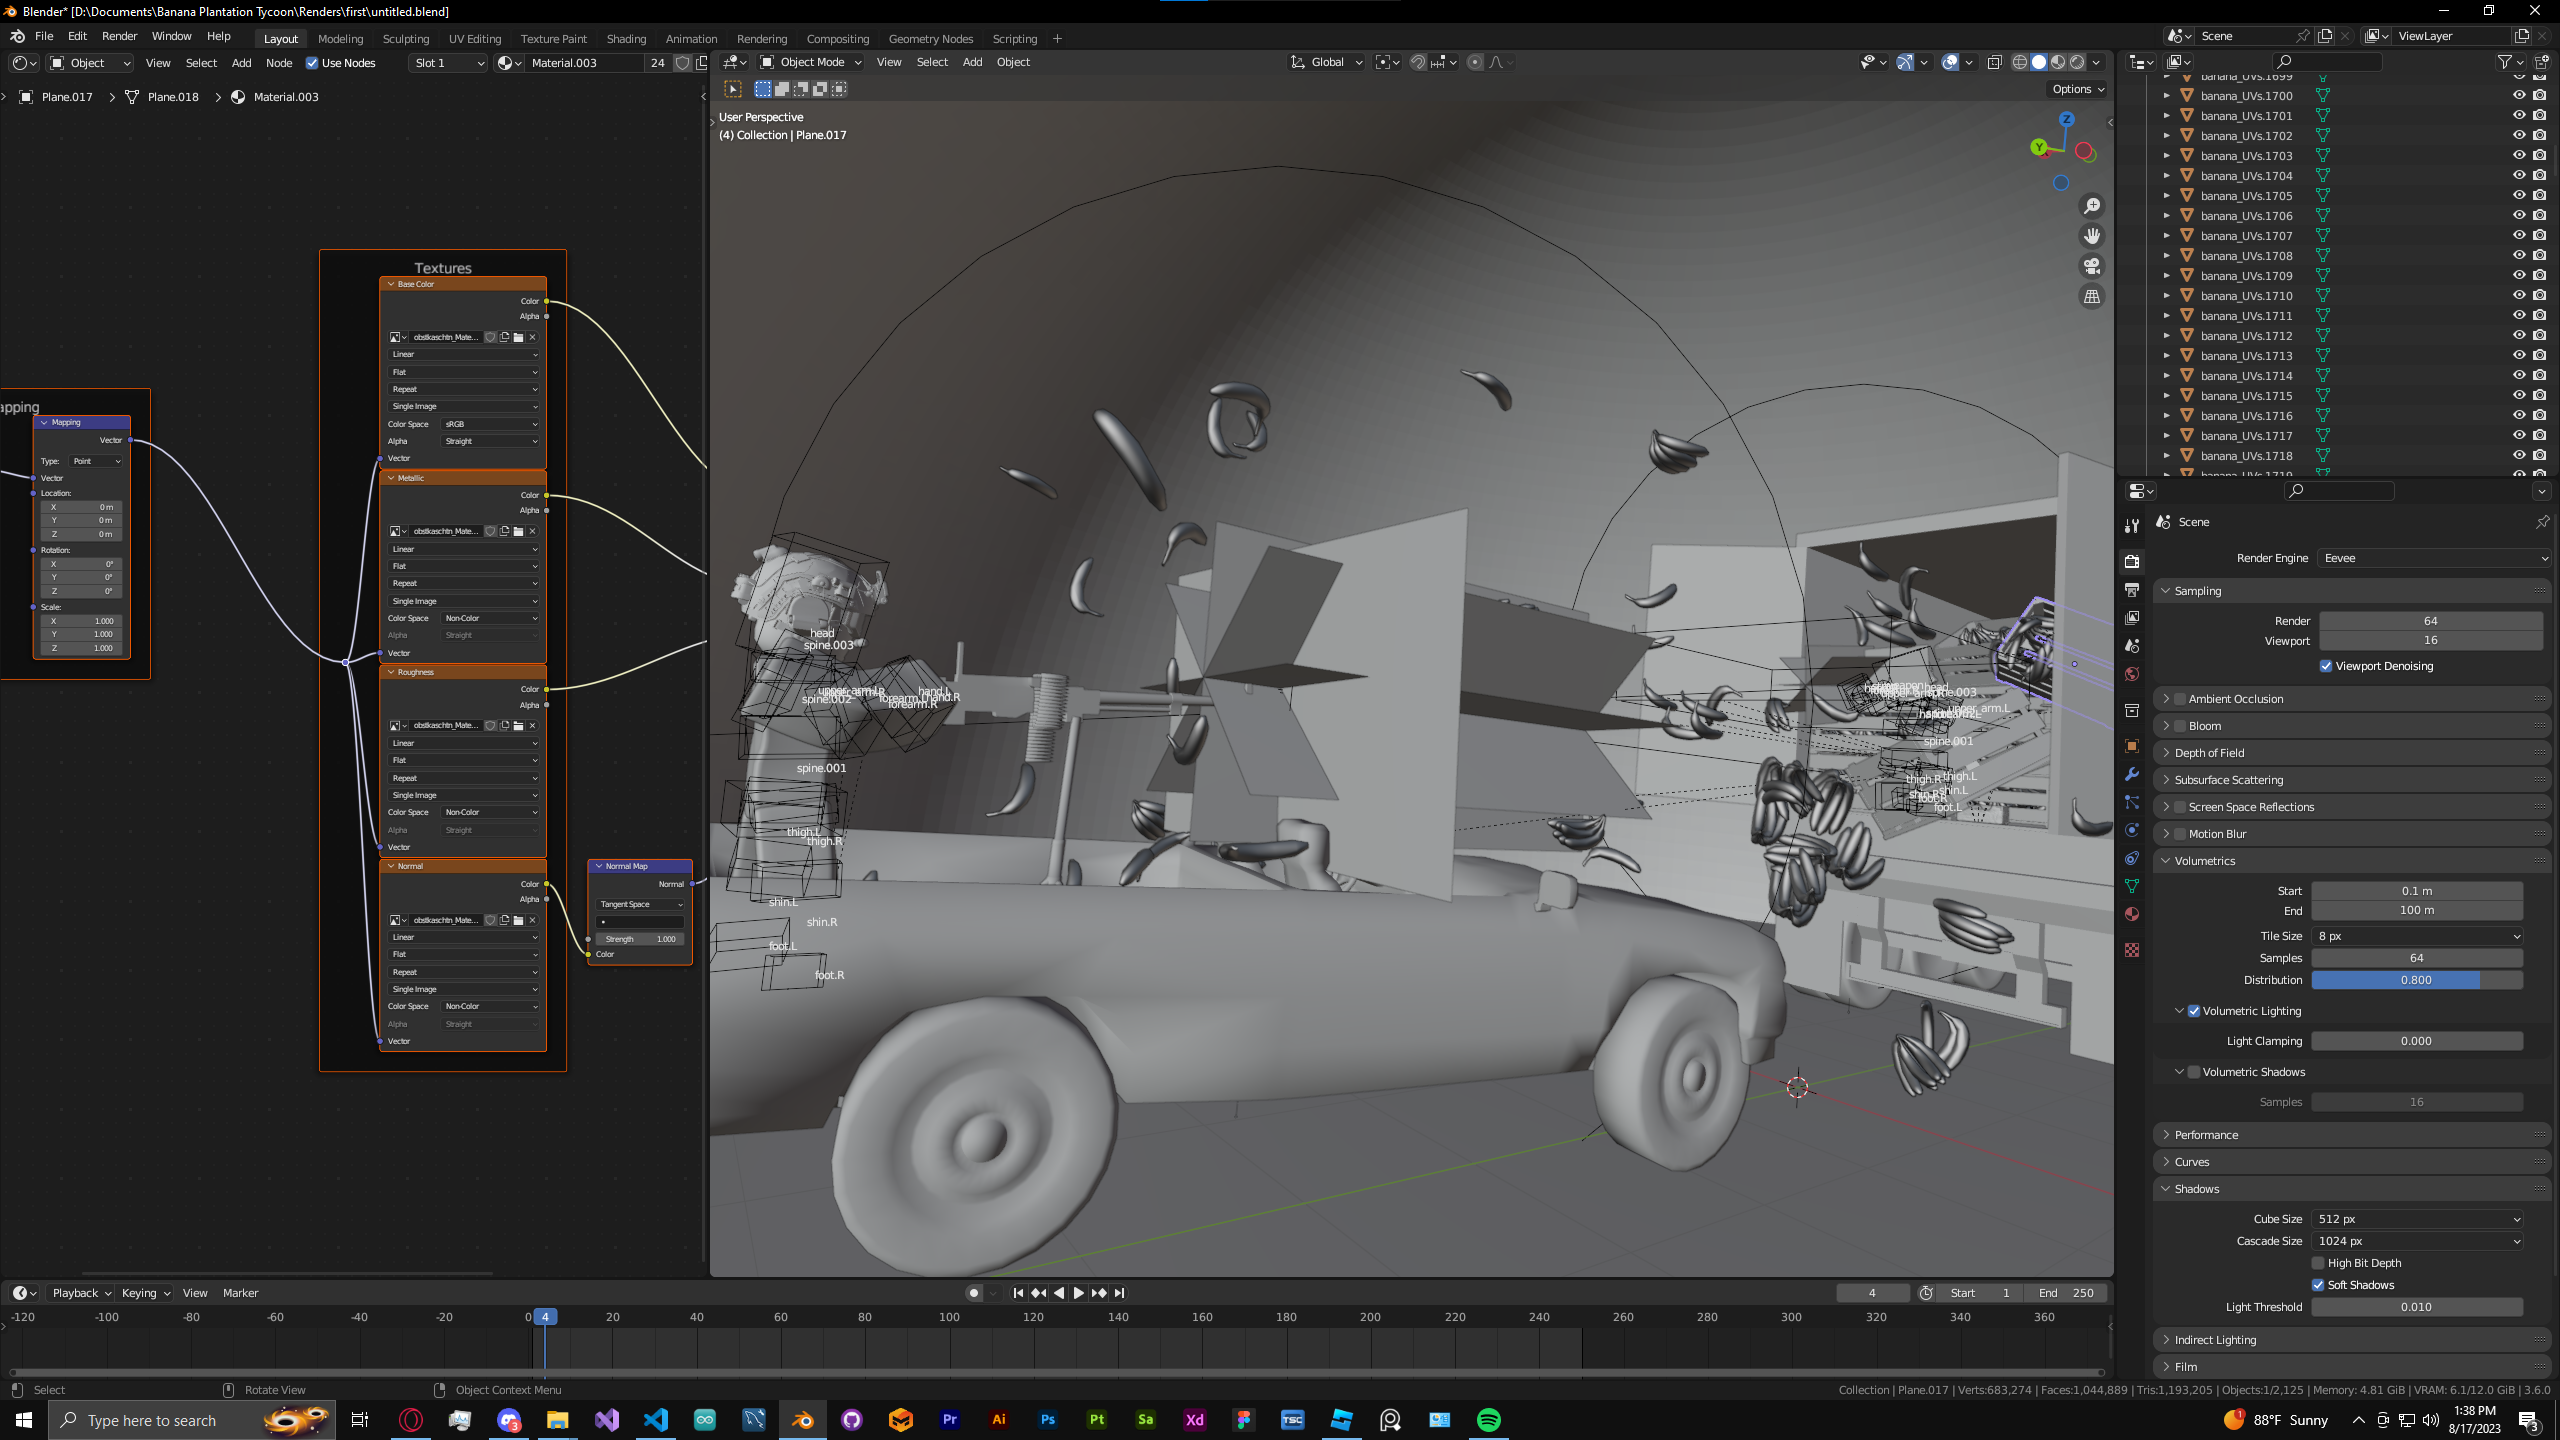 Blender* [D:\Documents\Banana Plantation Tycoon\Renders\first\untitled.blend]
File Edit Render Window Help Layout Modeling Sculpting UV Editing Texture Paint Shading Animation Rendering Compositing Geometry Nodes Scripting + Scene ViewLayer
Object View Select Add Node Use Nodes Slot 1 Material.003 24
Plane.017 > Plane.018 > Material.003
Textures
Base Color
Color
Alpha
obstkaschtn_Mate...
Linear
Flat
Repeat
Single Image
Color Space sRGB
Alpha Straight
Vector
Metallic
Color
Alpha
obstkaschtn_Mate...
Linear
Flat
Repeat
Single Image
Color Space Non-Color
Alpha Straight
Vector
Roughness
Color
Alpha
obstkaschtn_Mate...
Linear
Flat
Repeat
Single Image
Color Space Non-Color
Alpha Straight
Vector
Normal
Color
Alpha
obstkaschtn_Mate...
Linear
Flat
Repeat
Single Image
Color Space Non-Color
Alpha Straight
Vector
apping
Mapping
Vector
Type: Point
Vector
Location:
X 0 m
Y 0 m
Z 0 m
Rotation:
X 0°
Y 0°
Z 0°
Scale:
X 1.000
Y 1.000
Z 1.000
Normal Map
Normal
Tangent Space
Strength 1.000
Color
Object Mode View Select Add Object Global
Options
User Perspective
(4) Collection | Plane.017
Z
Y
head
spine.003
upper_arm.R
hand.L
hand.R
spine.002
forearm.R
spine.001
thigh.L
thigh.R
shin.L
shin.R
foot.L
foot.R
head
spine.003
upper_arm.L
spine.001
thigh.R
thigh.L
shin.R
shin.L
foot.R
foot.L
banana_UVs.1699
banana_UVs.1700
banana_UVs.1701
banana_UVs.1702
banana_UVs.1703
banana_UVs.1704
banana_UVs.1705
banana_UVs.1706
banana_UVs.1707
banana_UVs.1708
banana_UVs.1709
banana_UVs.1710
banana_UVs.1711
banana_UVs.1712
banana_UVs.1713
banana_UVs.1714
banana_UVs.1715
banana_UVs.1716
banana_UVs.1717
banana_UVs.1718
banana_UVs.1719
Scene
Render Engine Eevee
Sampling
Render 64
Viewport 16
Viewport Denoising
Ambient Occlusion
Bloom
Depth of Field
Subsurface Scattering
Screen Space Reflections
Motion Blur
Volumetrics
Start 0.1 m
End 100 m
Tile Size 8 px
Samples 64
Distribution 0.800
Volumetric Lighting
Light Clamping 0.000
Volumetric Shadows
Samples 16
Performance
Curves
Shadows
Cube Size 512 px
Cascade Size 1024 px
High Bit Depth
Soft Shadows
Light Threshold 0.010
Indirect Lighting
Film
Playback Keying View Marker 4 Start 1 End 250
-120 -100 -80 -60 -40 -20 0 4 20 40 60 80 100 120 140 160 180 200 220 240 260 280 300 320 340 360
Select Rotate View Object Context Menu Collection | Plane.017 | Verts:683,274 | Faces:1,044,889 | Tris:1,193,205 | Objects:1/2,125 | Memory: 4.81 GiB | VRAM: 6.1/12.0 GiB | 3.6.0
Type here to search 3 Pr Ai Ps Pt Sa Xd TSC 1 88°F Sunny 1:38 PM 3
8/17/2023